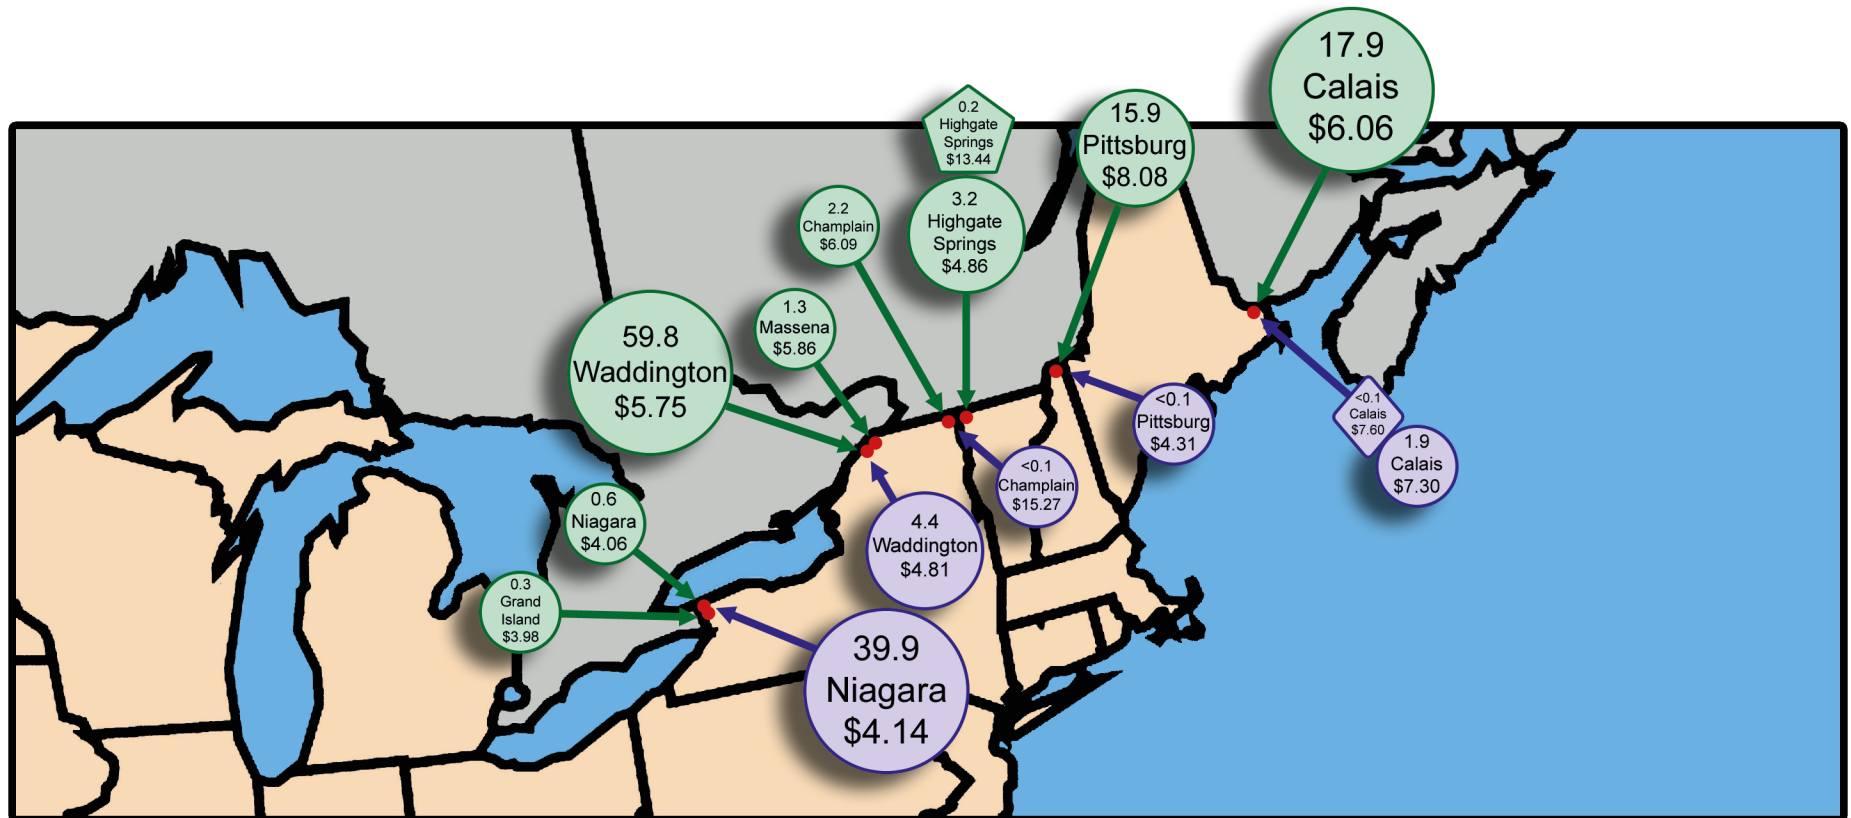 17.9
Calais
$6.06
0.2
Highgate
Springs
$13.44
15.9
Pittsburg
$8.08
2.2
Champlain
$6.09
3.2
Highgate
Springs
$4.86
1.3
Massena
$5.86
59.8
Waddington
$5.75
<0.1
Pittsburg
$4.31
<0.1
Calais
$7.60
1.9
Calais
$7.30
<0.1
Champlain
$15.27
0.6
Niagara
$4.06
4.4
Waddington
$4.81
0.3
Grand
Island
$3.98
39.9
Niagara
$4.14